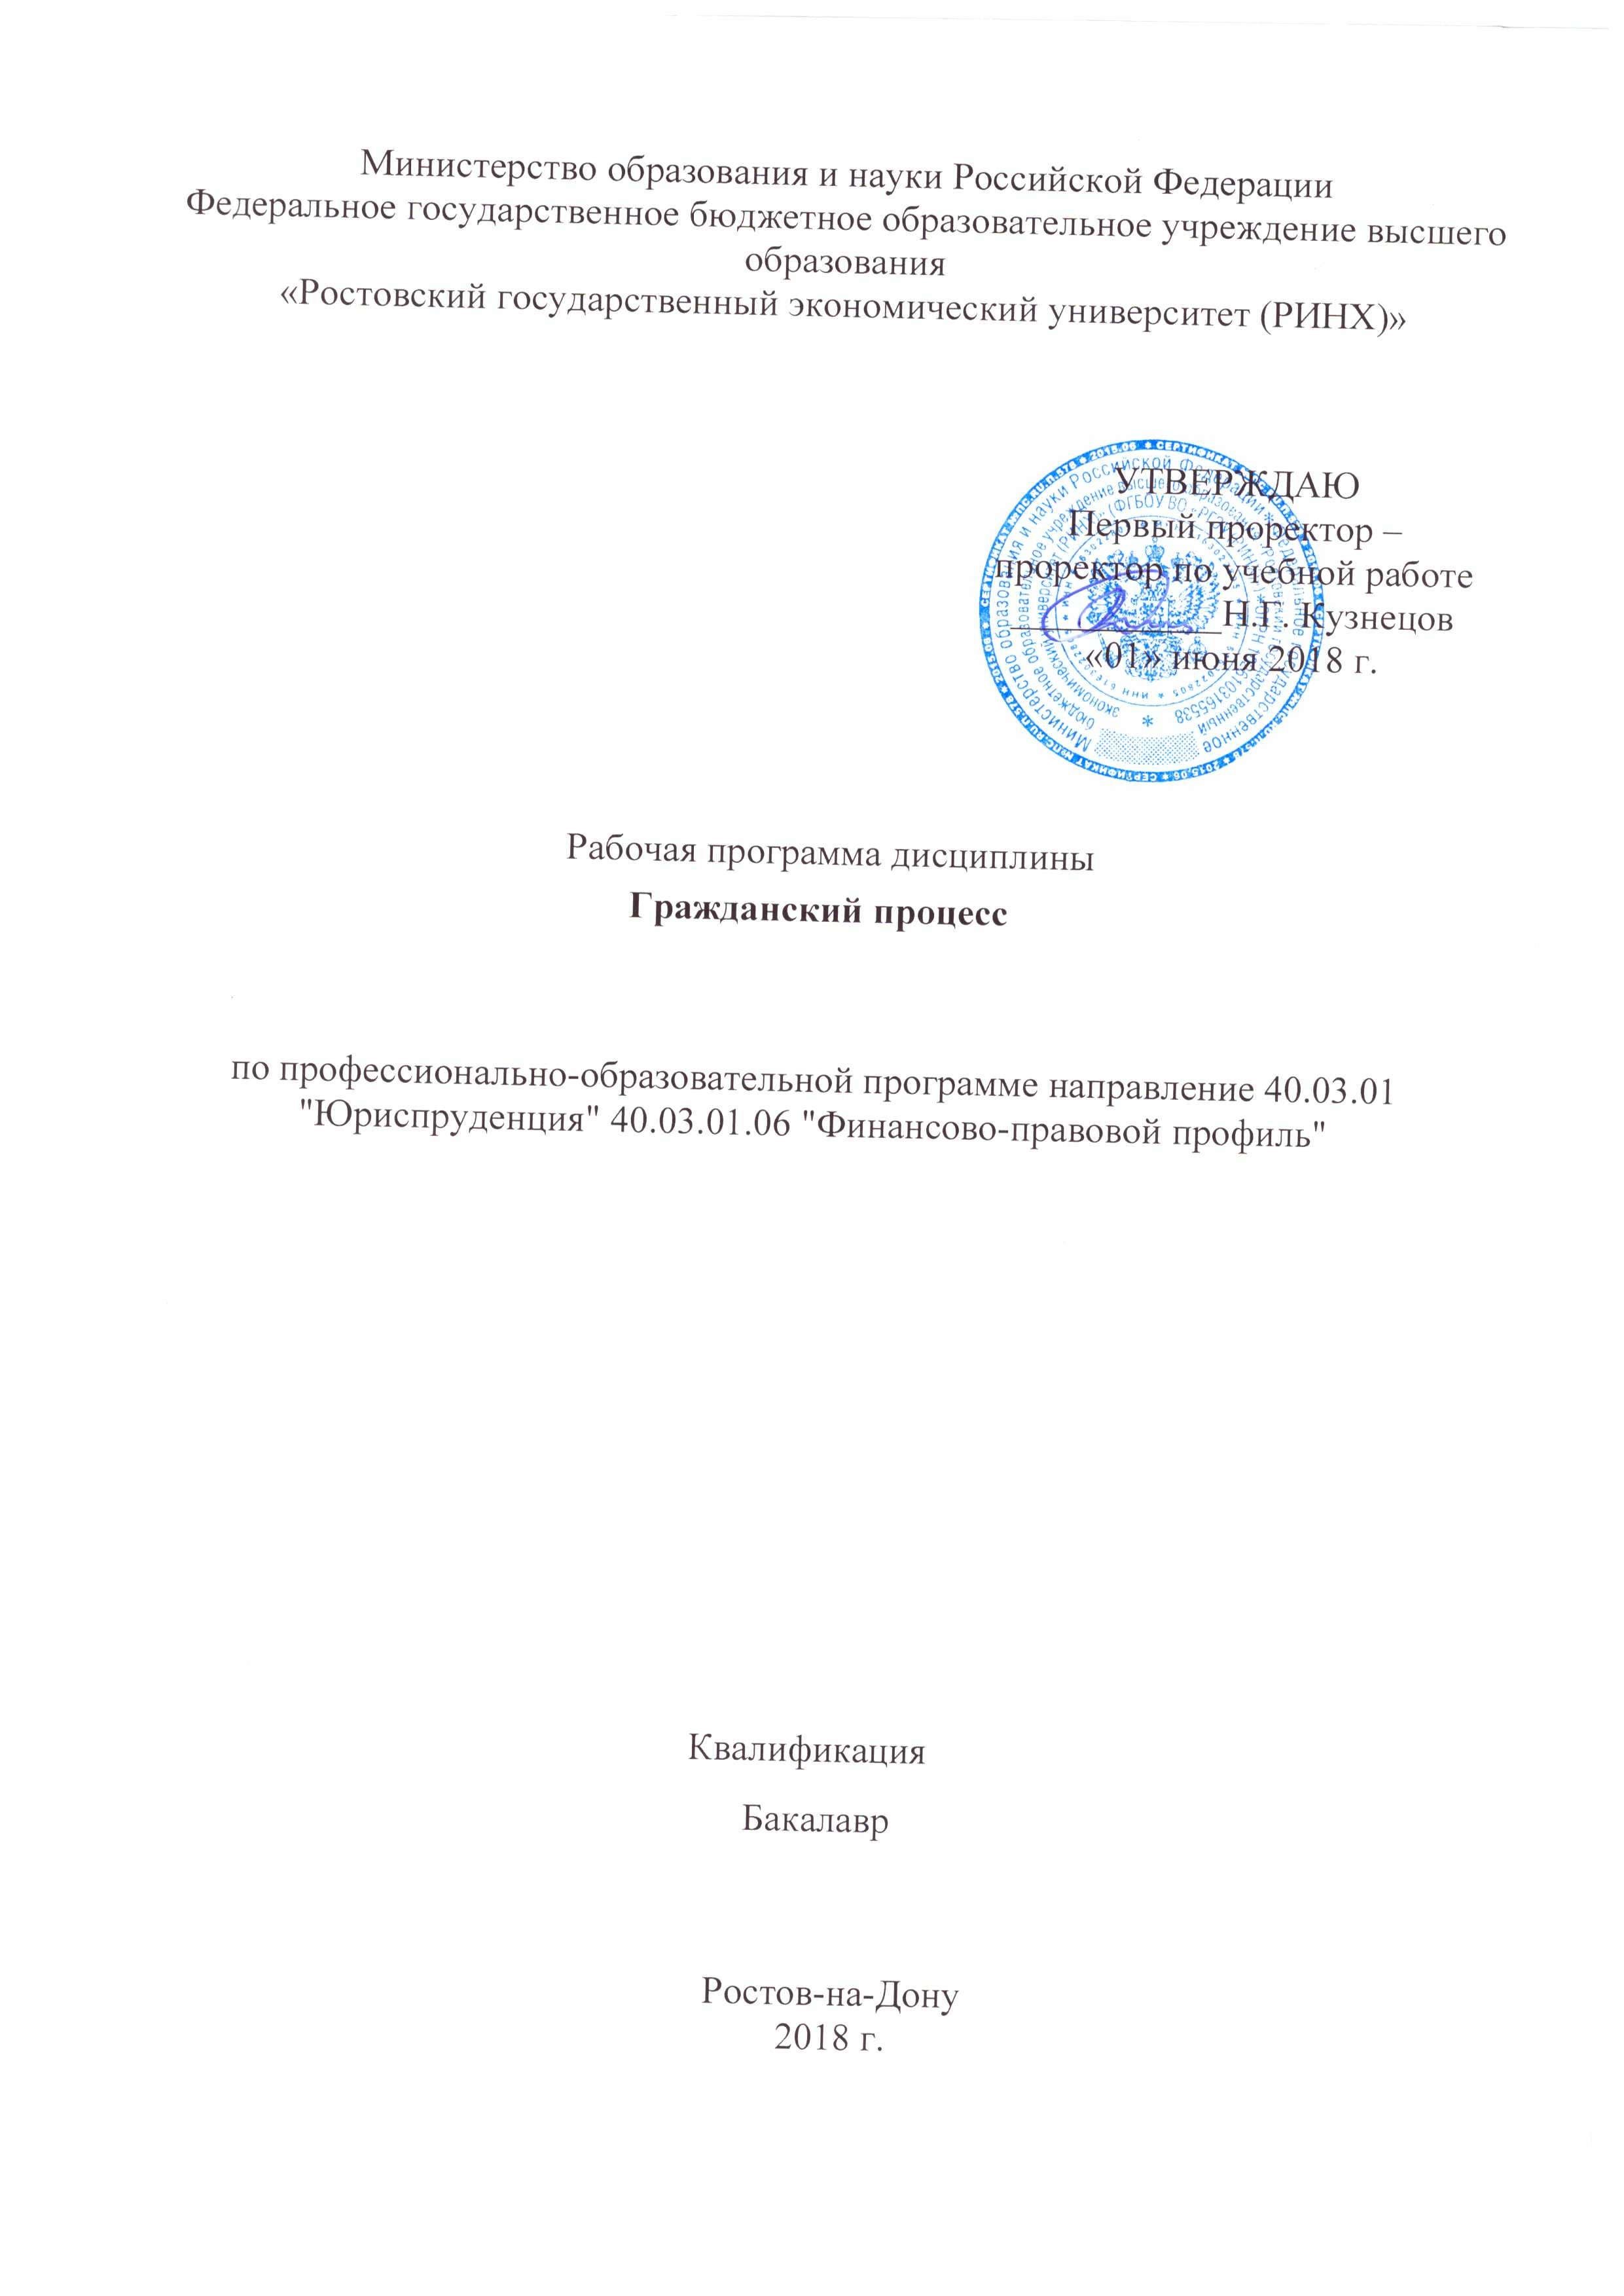 Министерство образования и науки Российской Федерации
Федеральное государственное бюджетное образовательное учреждение высшего
образования
«Ростовский государственный экономический университет (РИНХ)»
УТВЕРЖДАЮ
Первый проректор –
проректор по учебной работе
Н.Г. Кузнецов
«01» июня 2018 г.
Рабочая программа дисциплины
Гражданский процесс
по профессионально-образовательной программе направление 40.03.01
"Юриспруденция" 40.03.01.06 "Финансово-правовой профиль"
Квалификация
Бакалавр
Ростов-на-Дону
2018 г.